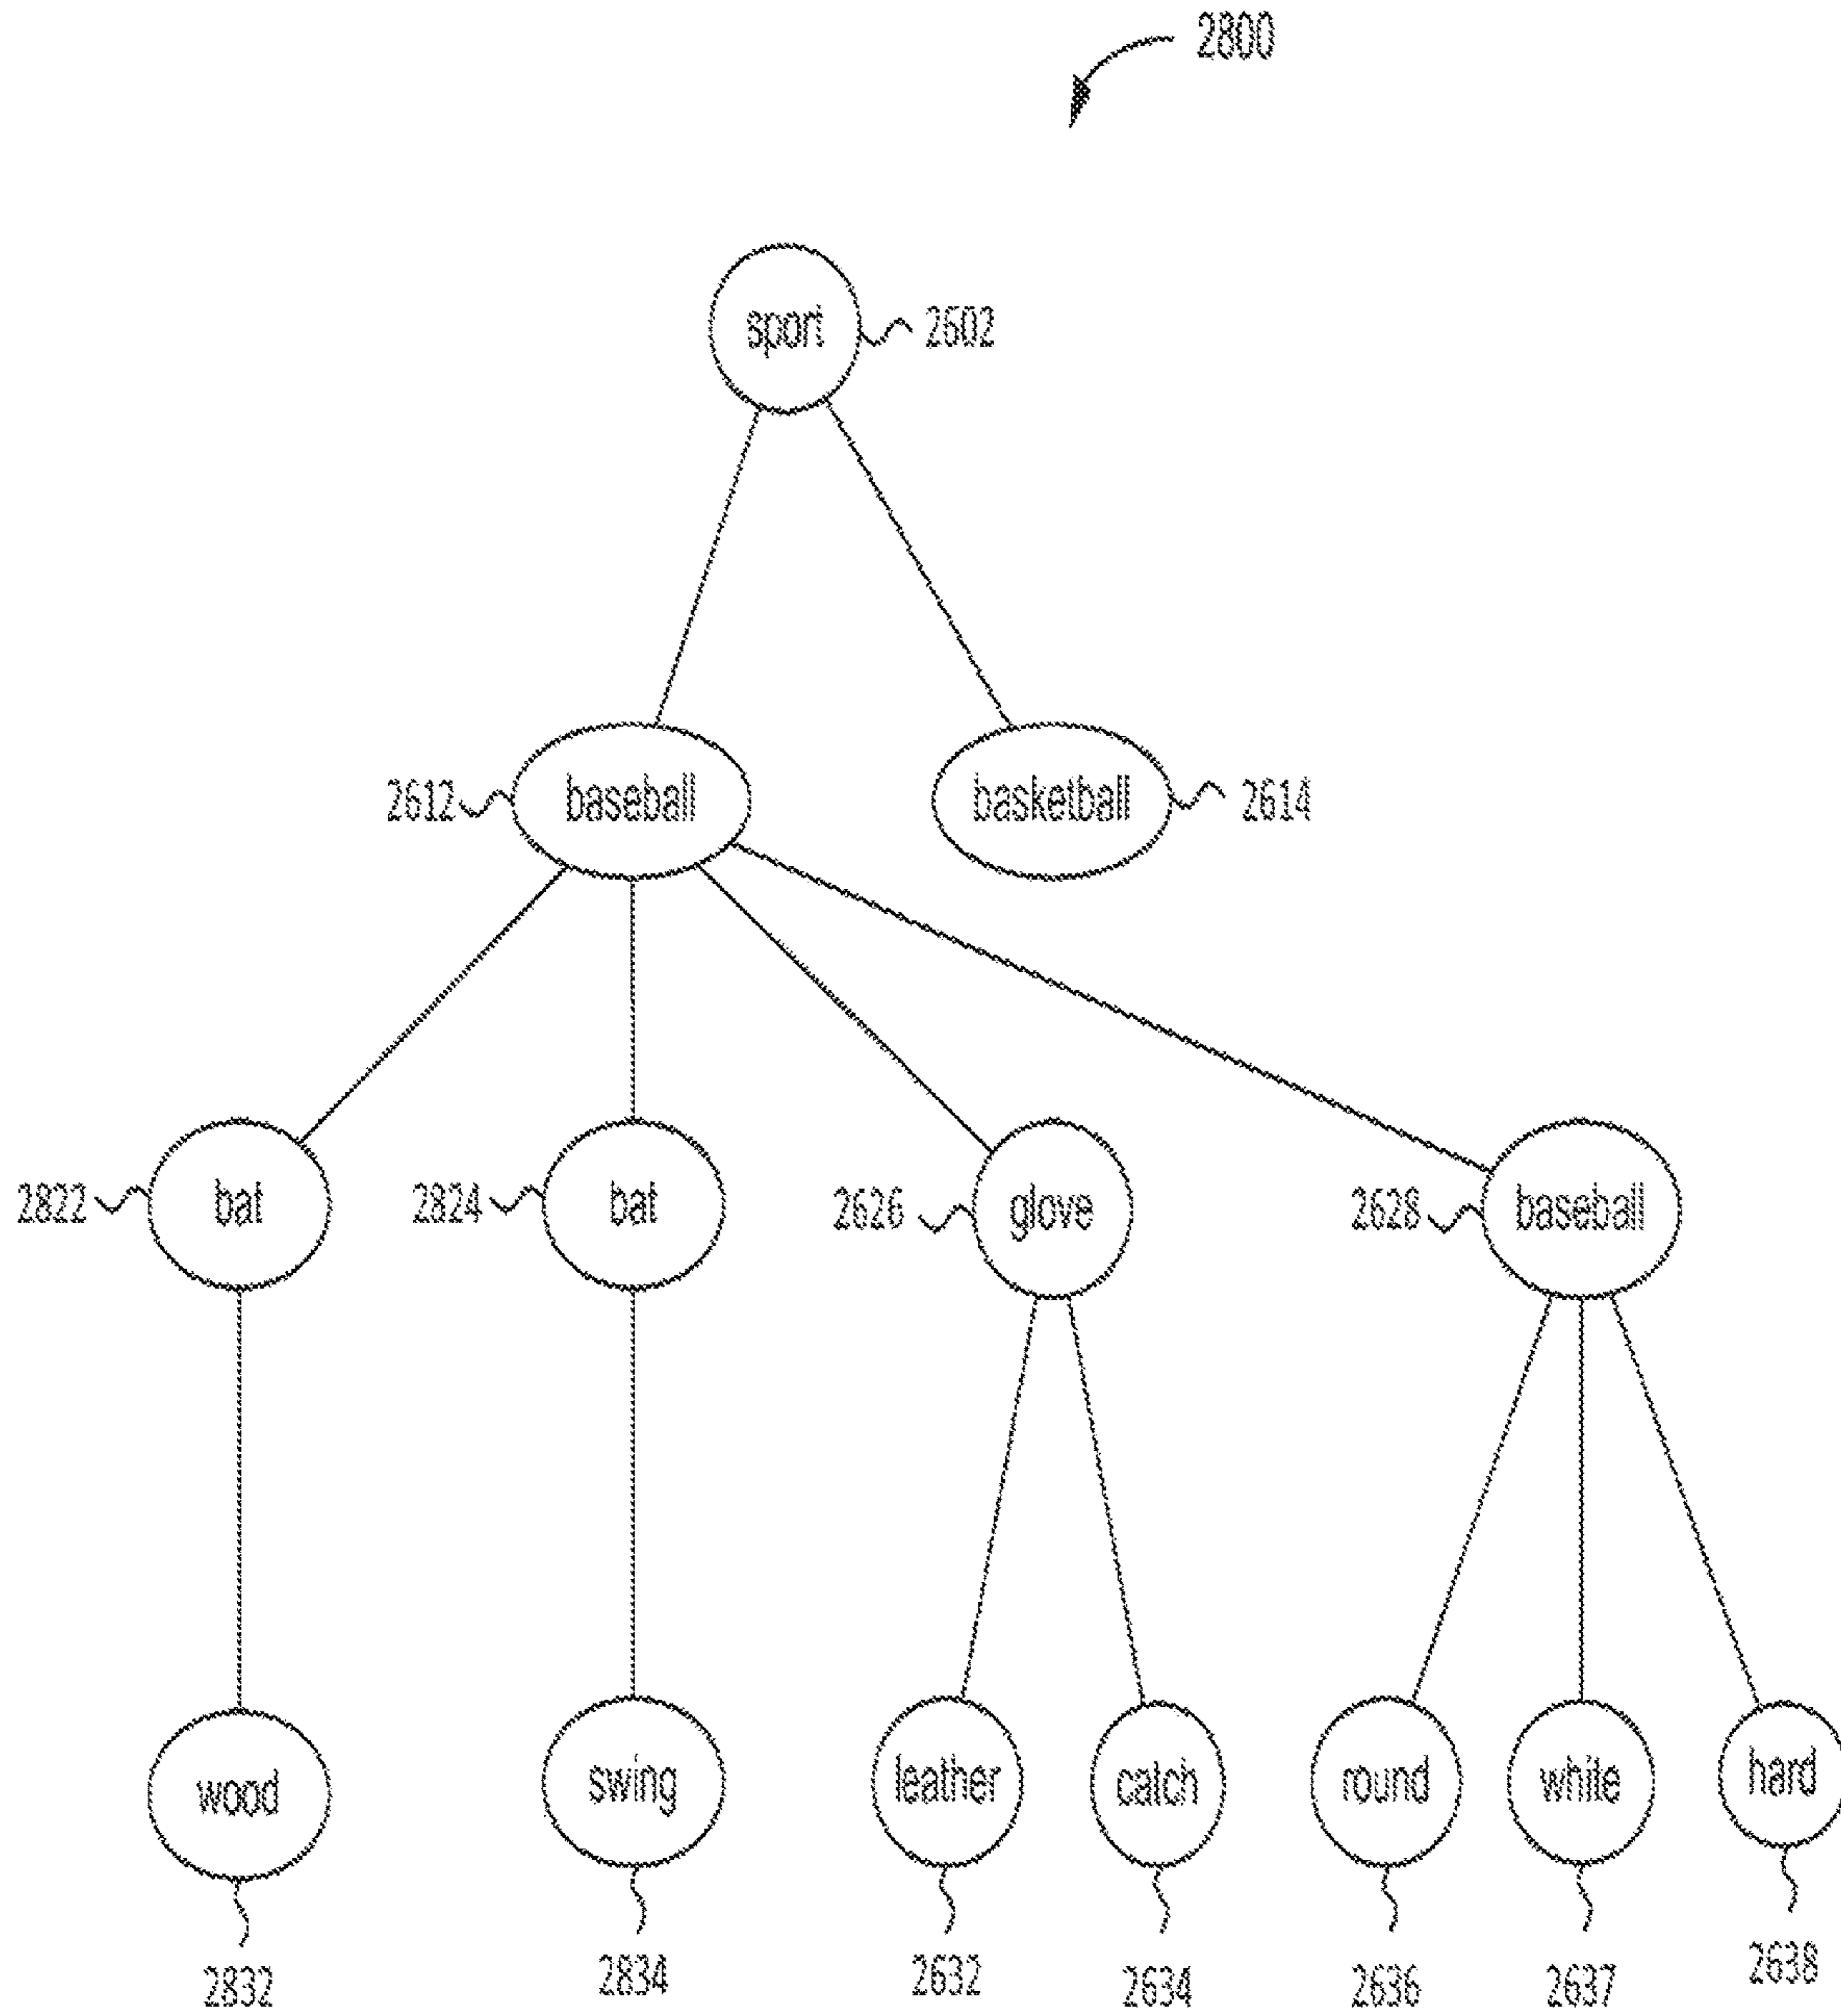 2800
sport 2602
2612 baseball basketball 2614
2822 bat 2824 bat 2626 glove 2628 baseball
wood swing leather catch round white hard
2832 2834 2632 2634 2636 2637 2638